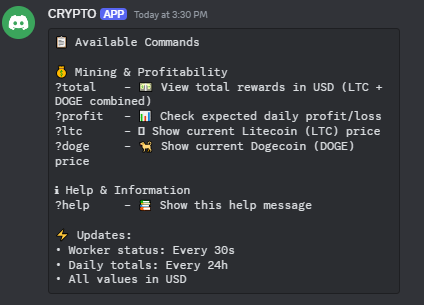 CRYPTO APP Today at 3:30 PM
📋 Available Commands
💰 Mining & Profitability
?total – 💵 View total rewards in USD (LTC +
DOGE combined)
?profit – 📊 Check expected daily profit/loss
?ltc – 🪙 Show current Litecoin (LTC) price
?doge – 🐕 Show current Dogecoin (DOGE)
price
ℹ Help & Information
?help – 📚 Show this help message
⚡ Updates:
• Worker status: Every 30s
• Daily totals: Every 24h
• All values in USD